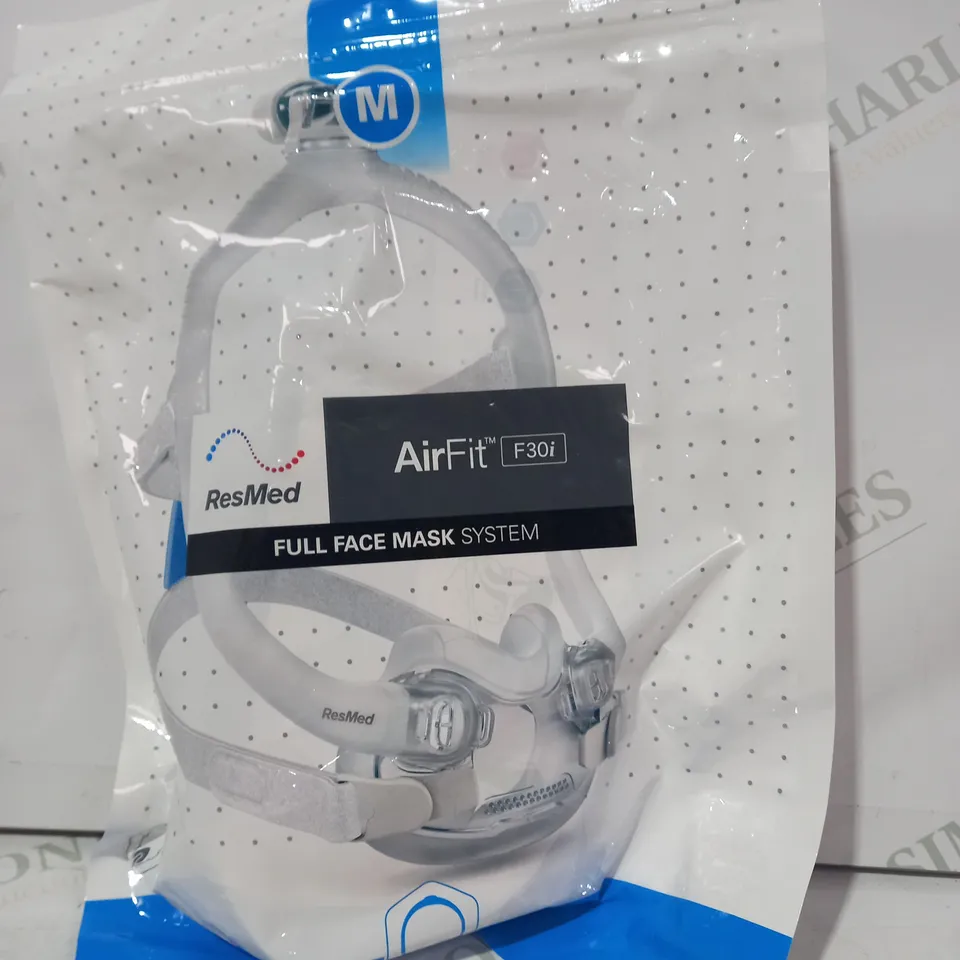 M
AirFit™ F30i
ResMed
FULL FACE MASK SYSTEM
ResMed